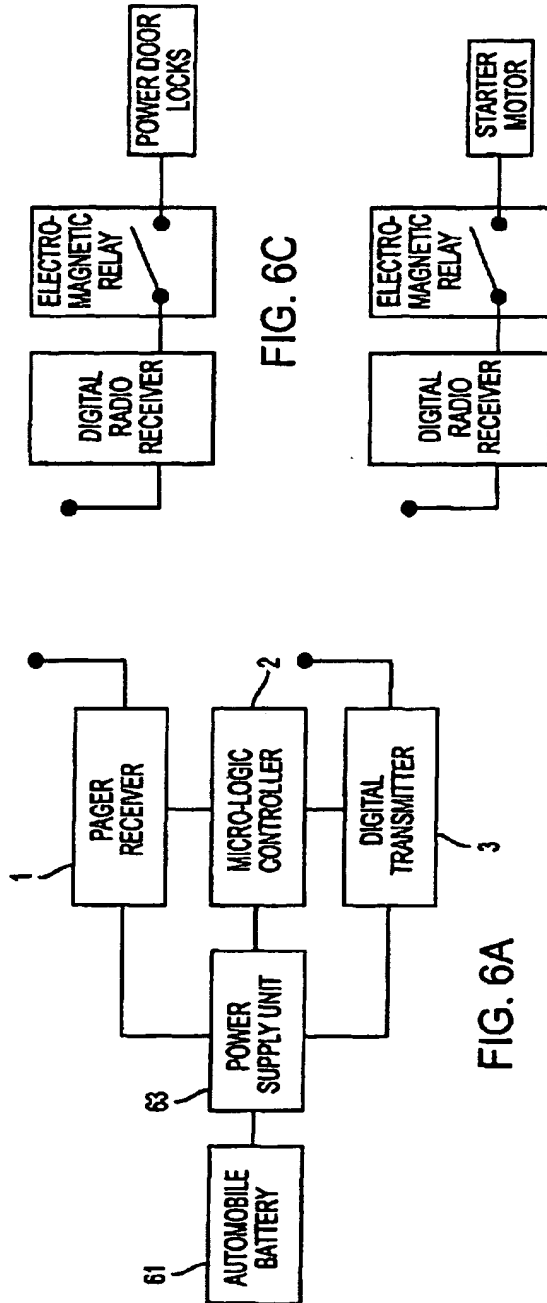 1
PAGER
RECEIVER
2
MICRO-LOGIC
CONTROLLER
DIGITAL
TRANSMITTER
3
POWER
SUPPLY UNIT
63
AUTOMOBILE
BATTERY
61
FIG. 6A
DIGITAL
RADIO
RECEIVER
ELECTRO-
MAGNETIC
RELAY
POWER DOOR
LOCKS
FIG. 6C
DIGITAL
RADIO
RECEIVER
ELECTRO-
MAGNETIC
RELAY
STARTER
MOTOR